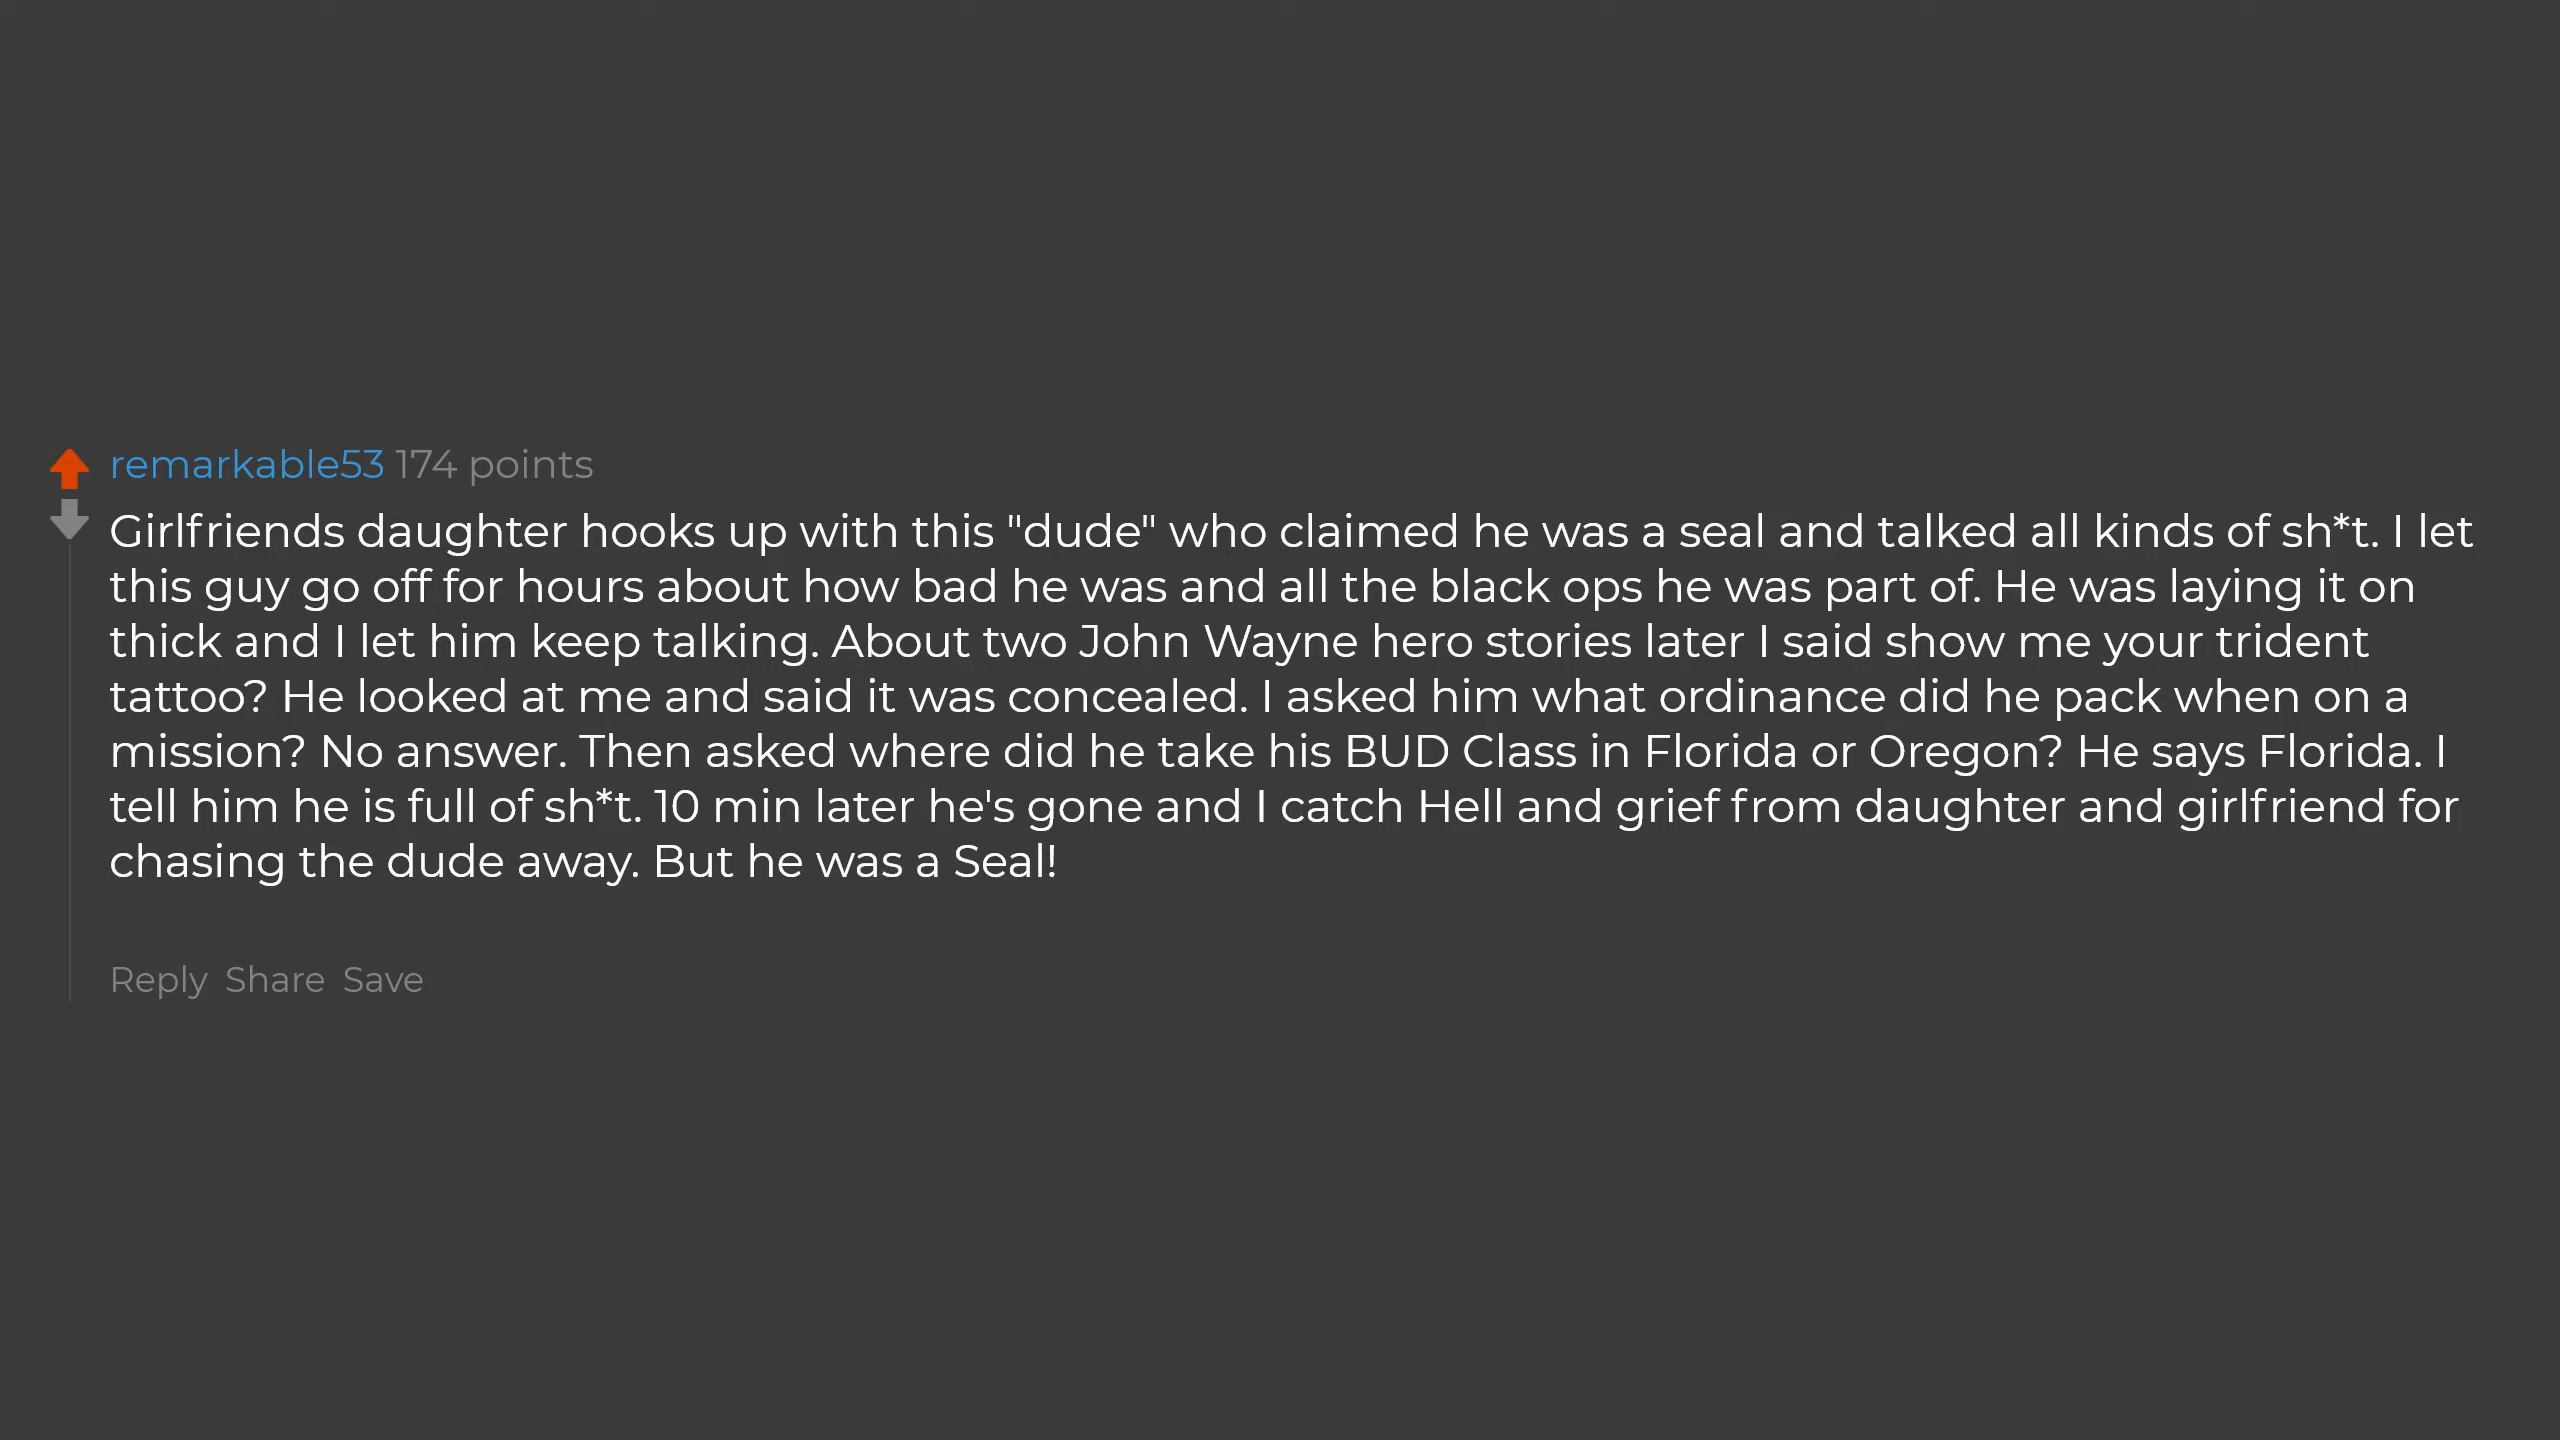 remarkable53 174 points
Girlfriends daughter hooks up with this "dude" who claimed he was a seal and talked all kinds of sh*t. I let
this guy go off for hours about how bad he was and all the black ops he was part of. He was laying it on
thick and I let him keep talking. About two John Wayne hero stories later I said show me your trident
tattoo? He looked at me and said it was concealed. I asked him what ordinance did he pack when on a
mission? No answer. Then asked where did he take his BUD Class in Florida or Oregon? He says Florida. I
tell him he is full of sh*t. 10 min later he's gone and I catch Hell and grief from daughter and girlfriend for
chasing the dude away. But he was a Seal!
Reply Share Save